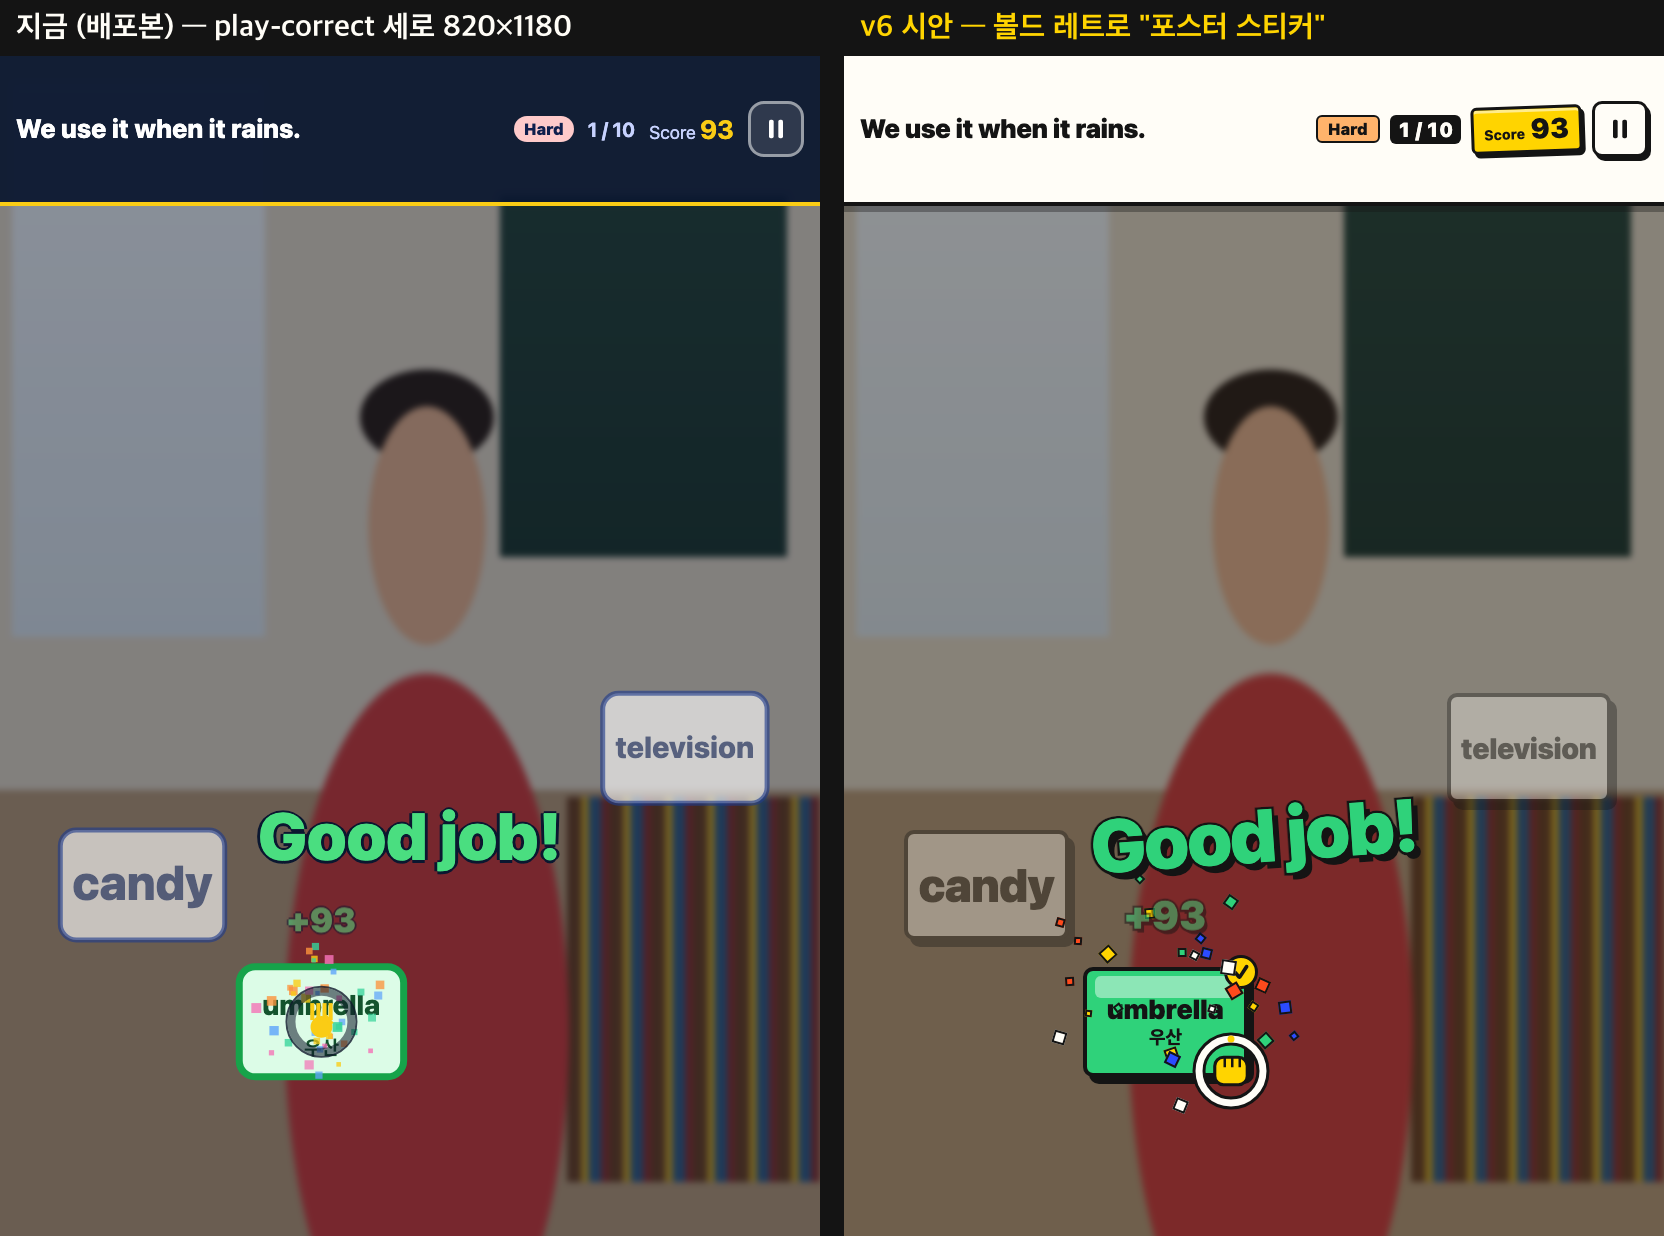 지금 (배포본) — play-correct 세로 820×1180
We use it when it rains.
Hard 1/10 Score 93
television
Good job!
candy
+93
umbrella
우산
v6 시안 — 볼드 레트로 "포스터 스티커"
We use it when it rains.
Hard 1/10 Score 93
television
Good job!
candy
+93
umbrella
우산